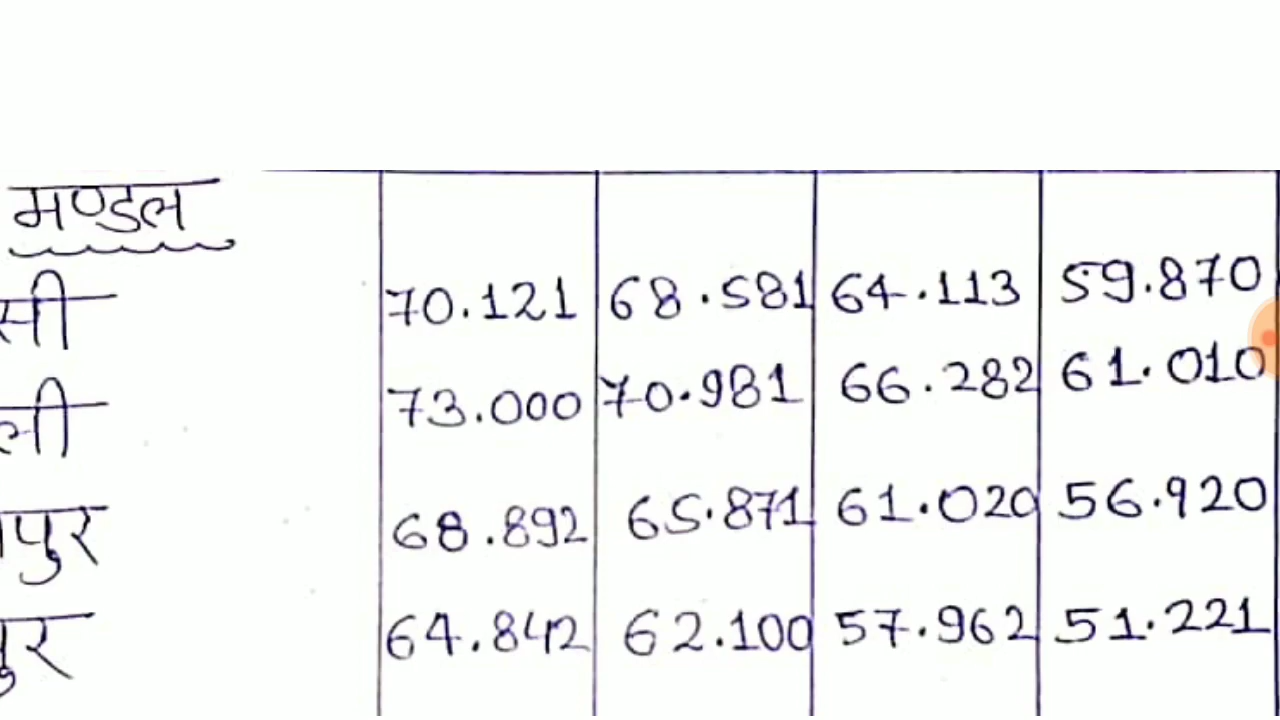 मण्डल
सी 70.121 68.581 64.113 59.870
ली 73.000 70.981 66.282 61.010
पुर 68.892 65.871 61.020 56.920
पुर 64.842 62.100 57.962 51.221